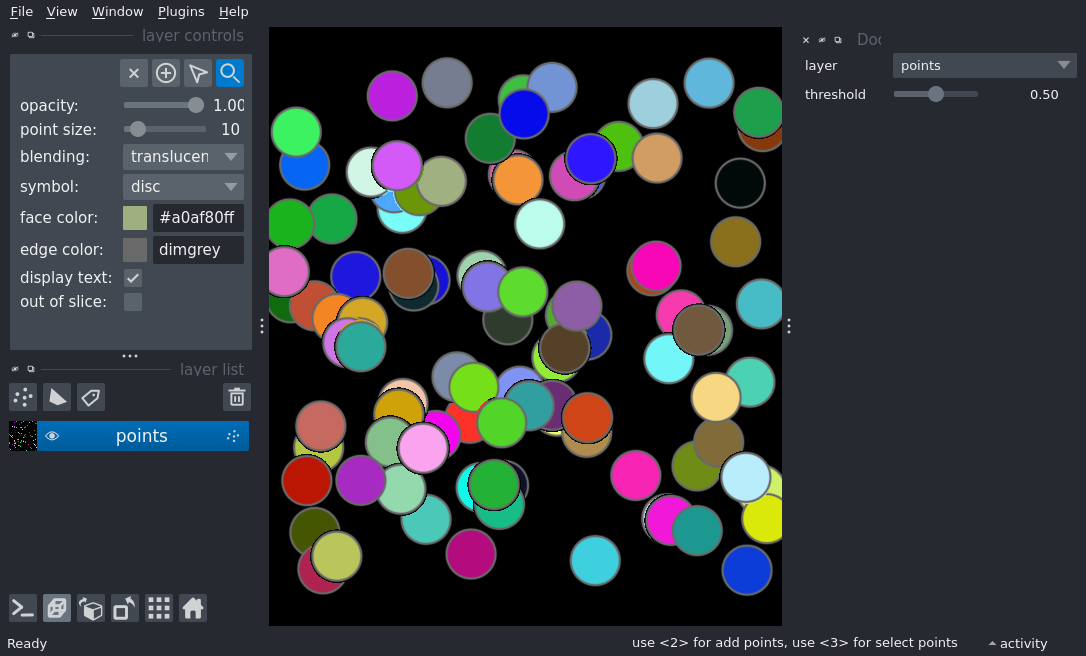 File View Window Plugins Help
layer controls
opacity: 1.00
point size: 10
blending: translucen
symbol: disc
face color: #a0af80ff
edge color: dimgrey
display text:
out of slice:
layer list
points
Doc
layer points
threshold 0.50
Ready
use <2> for add points, use <3> for select points
activity